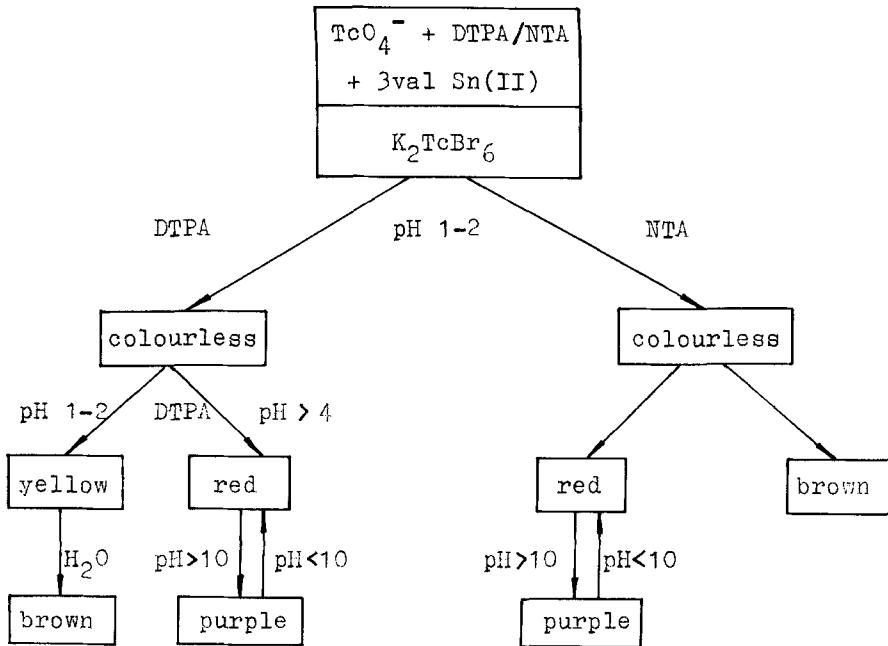 TcO₄⁻ + DTPA/NTA
+ 3val Sn(II)
K₂TcBr₆
DTPA pH 1-2 NTA
colourless colourless
pH 1-2 DTPA pH > 4
yellow red red brown
H₂O pH>10 pH<10 pH>10 pH<10
brown purple purple